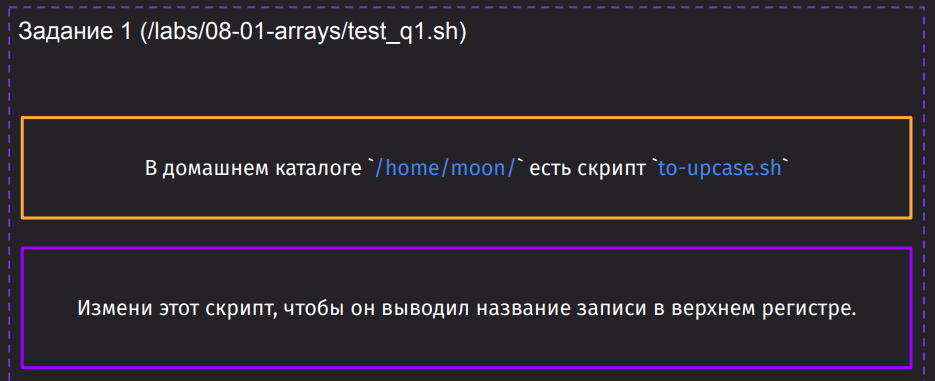 Задание 1 (/labs/08-01-arrays/test_q1.sh)
В домашнем каталоге `/home/moon/` есть скрипт `to-upcase.sh`
Измени этот скрипт, чтобы он выводил название записи в верхнем регистре.